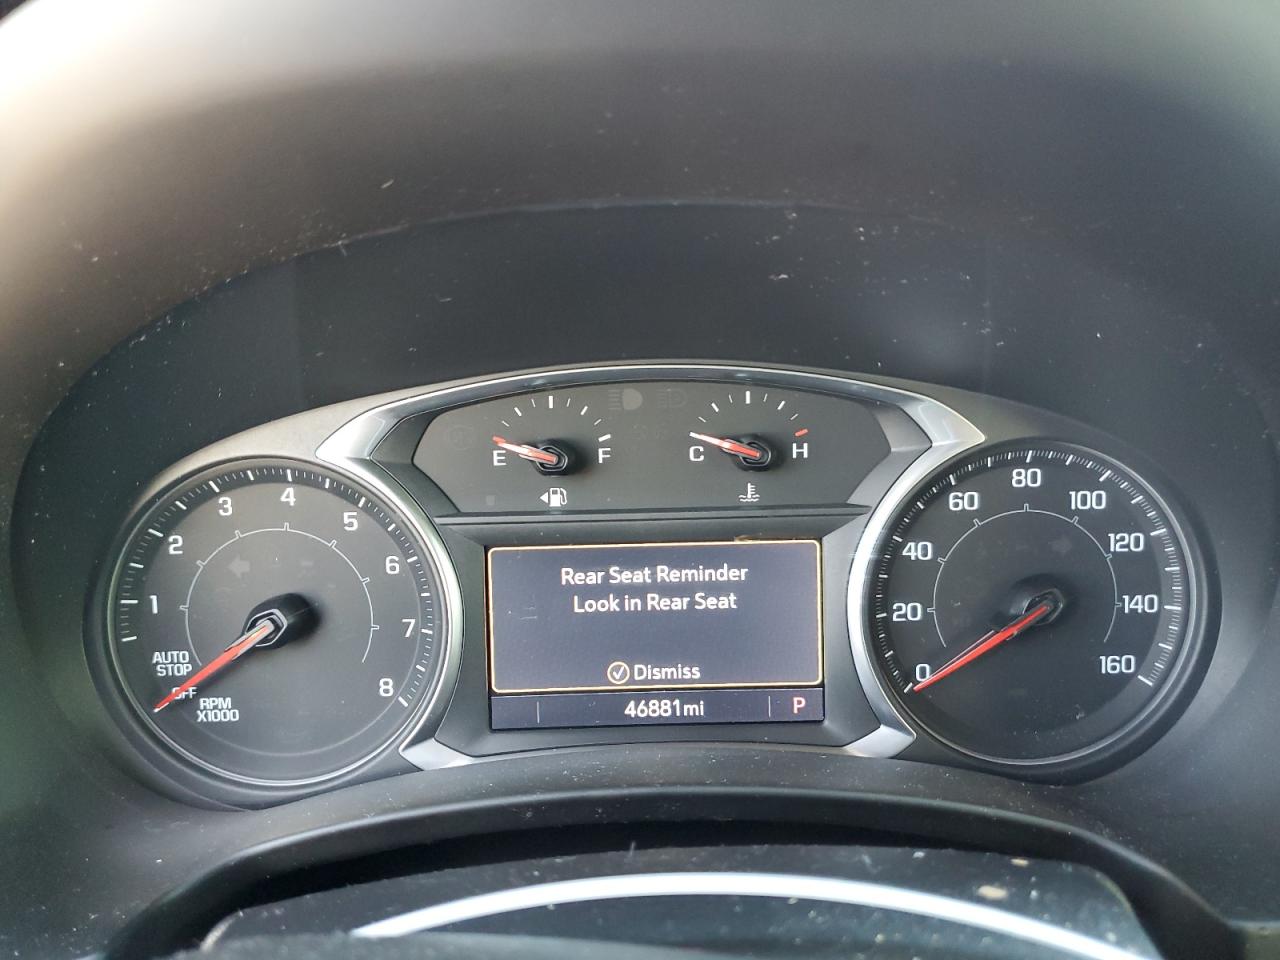 E F
C H
1
2
3
4
5
6
7
8
AUTO
STOP
OFF
RPM
X1000
Rear Seat Reminder
Look in Rear Seat
Dismiss
46881mi P
0
20
40
60
80
100
120
140
160